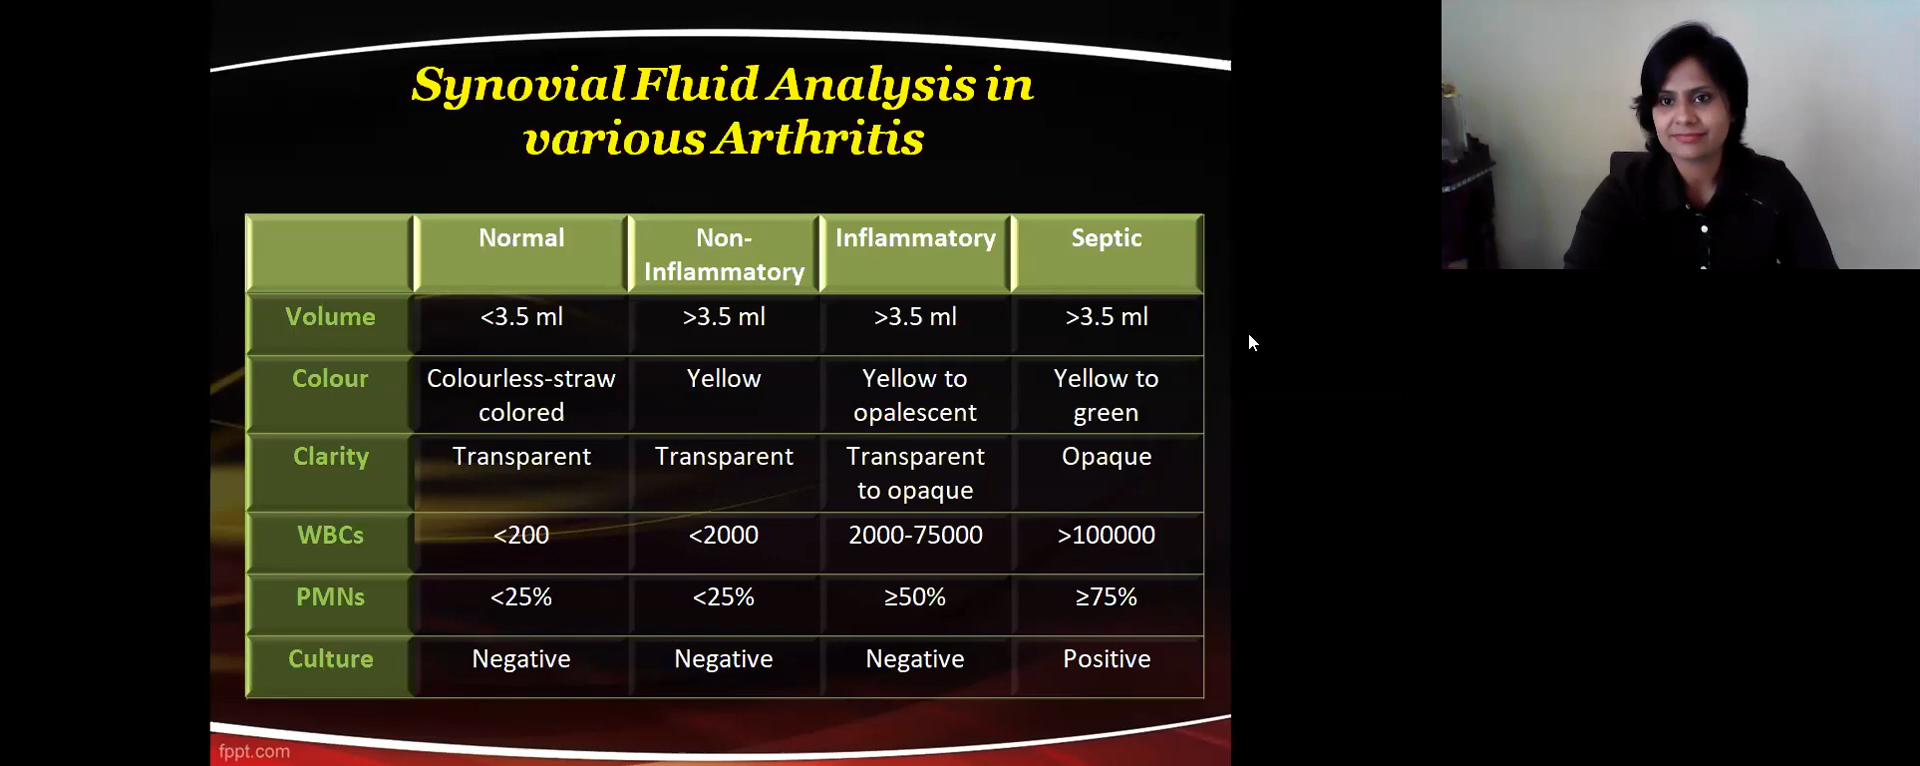 Synovial Fluid Analysis in
various Arthritis
Normal
Non-
Inflammatory
Inflammatory
Septic
Volume
<3.5 ml
>3.5 ml
>3.5 ml
>3.5 ml
Colour
Colourless-straw
colored
Yellow
Yellow to
opalescent
Yellow to
green
Clarity
Transparent
Transparent
Transparent
to opaque
Opaque
WBCs
<200
<2000
2000-75000
>100000
PMNs
<25%
<25%
≥50%
≥75%
Culture
Negative
Negative
Negative
Positive
fppt.com